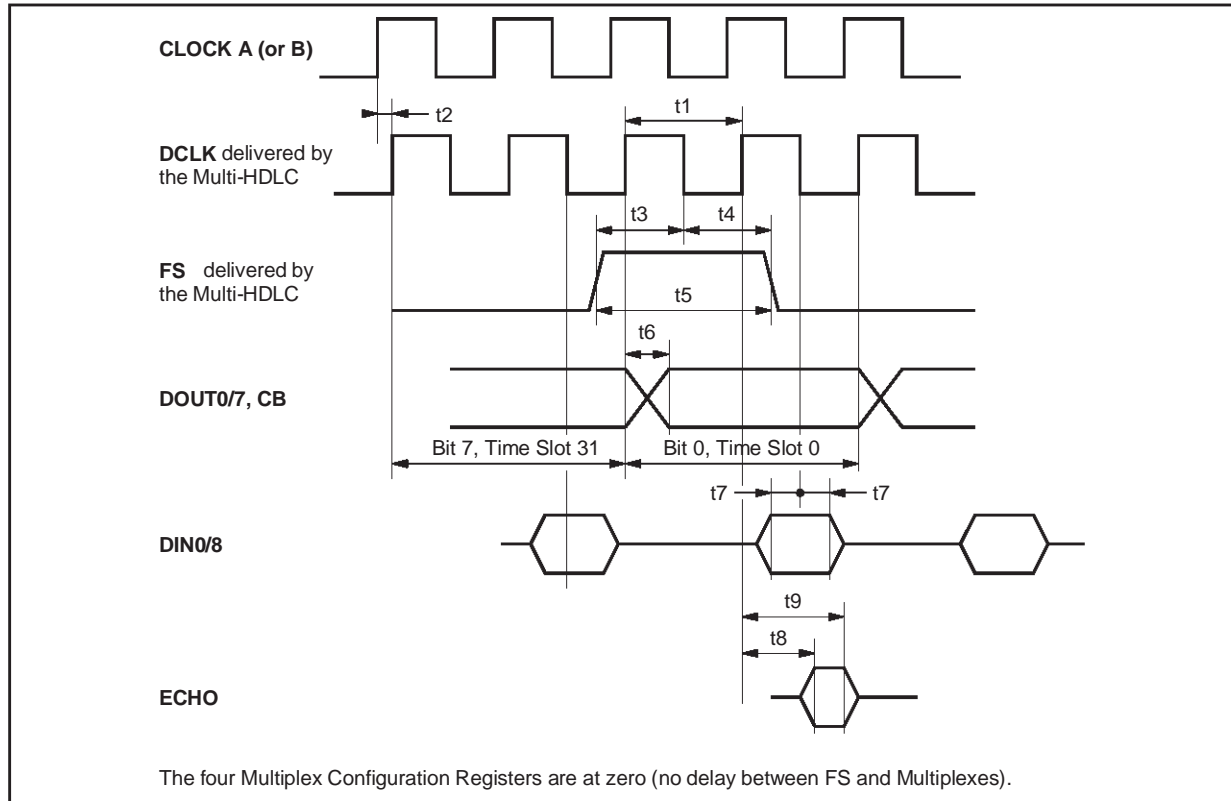 CLOCK A (or B)
t2
t1
DCLK delivered by
the Multi-HDLC
t3
t4
FS delivered by
the Multi-HDLC
t5
t6
DOUT0/7, CB
Bit 7, Time Slot 31
Bit 0, Time Slot 0
t7
t7
DIN0/8
t9
t8
ECHO
The four Multiplex Configuration Registers are at zero (no delay between FS and Multiplexes).